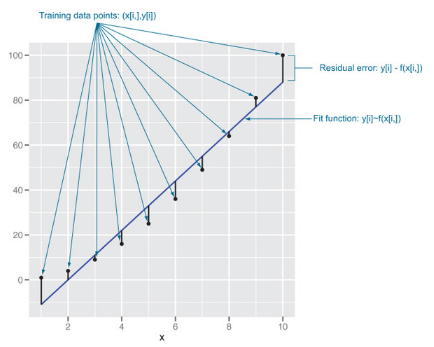 Training data points: (x[i,],y[i])
100
Residual error: y[i] - f(x[i,])
80
Fit function: y[i]~f(x[i,])
60
40
20
0
2 4 6 8 10
x